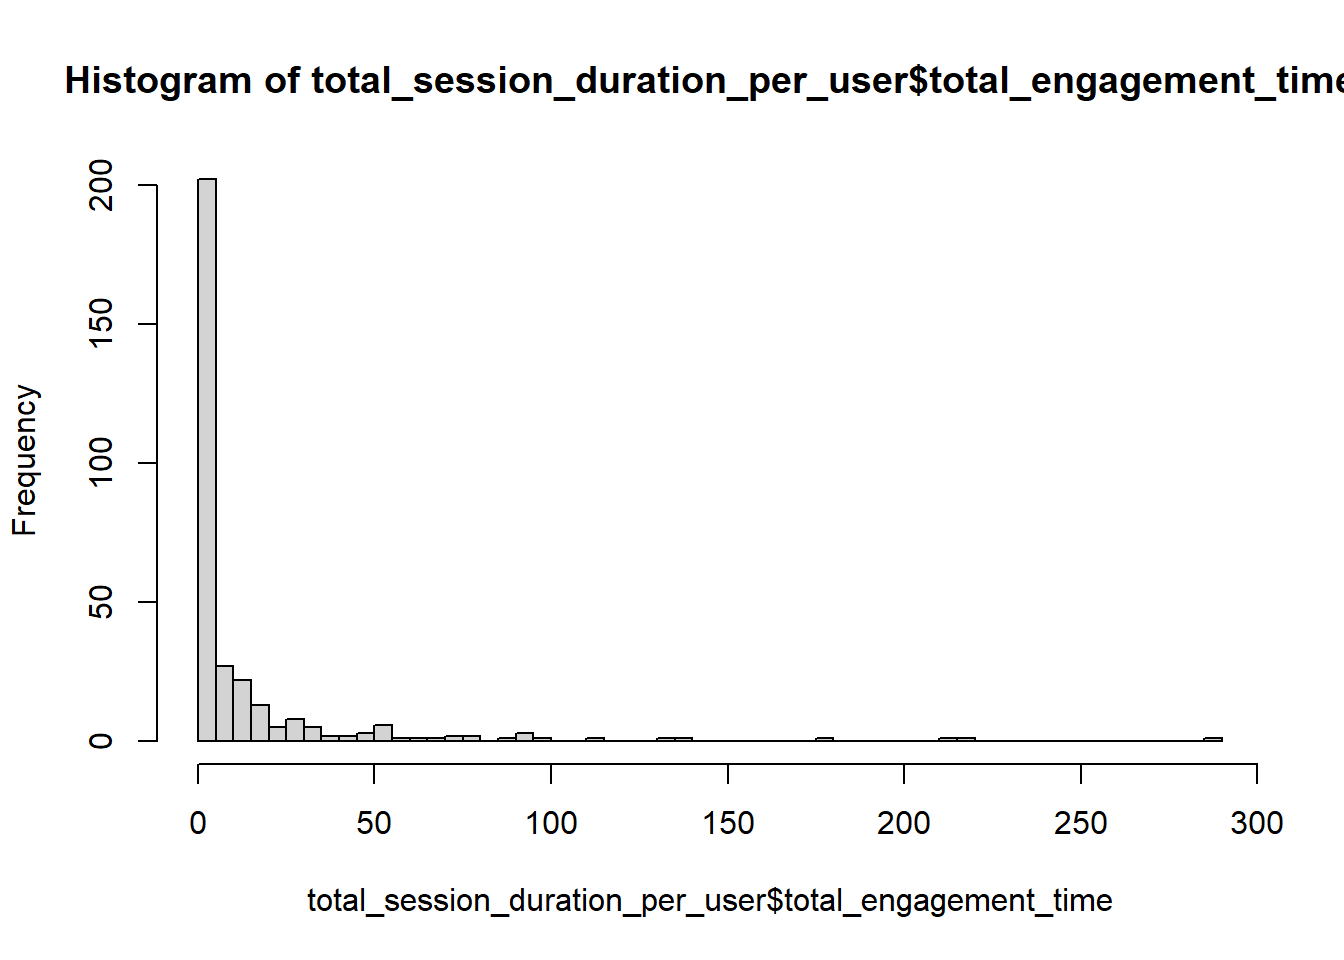 Histogram of total_session_duration_per_user$total_engagement_time
Frequency
200
150
100
50
0
0 50 100 150 200 250 300
total_session_duration_per_user$total_engagement_time